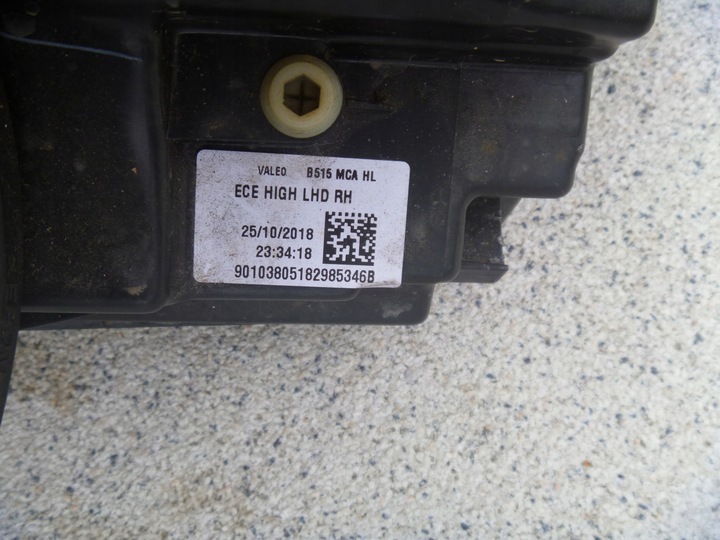 VALEO B515 MCA HL
ECE HIGH LHD RH
25/10/2018
23:34:18
90103805182985346B